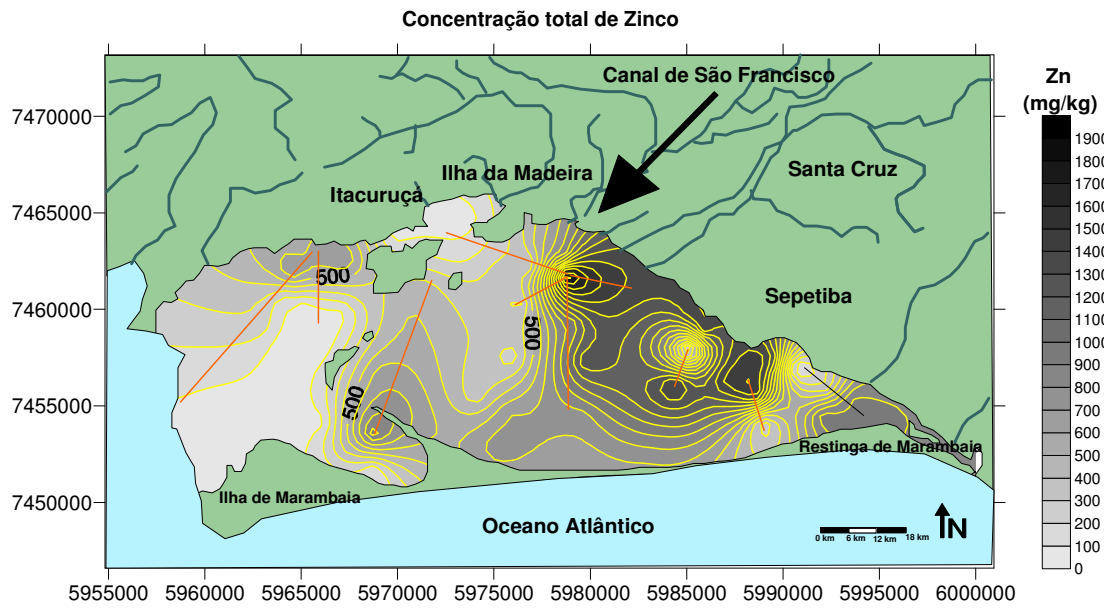 Concentração total de Zinco
Canal de São Francisco
Zn
(mg/kg)
7470000
7465000
7460000
7455000
7450000
Ilha da Madeira
Santa Cruz
Itacuruçá
500
Sepetiba
500
500
Restinga de Marambaia
Ilha de Marambaia
Oceano Atlântico
0 km 6 km 12 km 18 km
N
1900
1800
1700
1600
1500
1400
1300
1200
1100
1000
900
800
700
600
500
400
300
200
100
0
5955000 5960000 5965000 5970000 5975000 5980000 5985000 5990000 5995000 6000000